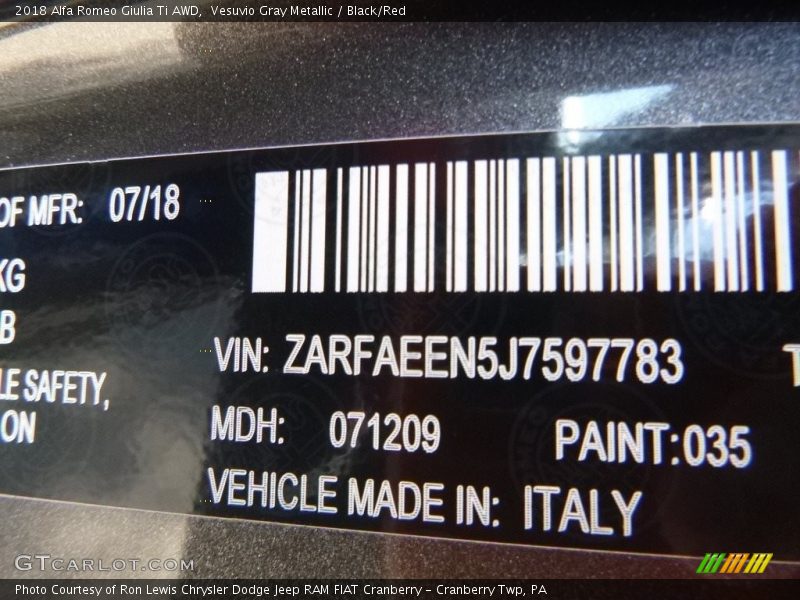 2018 Alfa Romeo Giulia Ti AWD, Vesuvio Gray Metallic / Black/Red
OF MFR: 07/18
KG
B
VIN: ZARFAEEN5J7597783
LE SAFETY,
MDH: 071209 PAINT:035
ON
VEHICLE MADE IN: ITALY
GTcarlot.com
Photo Courtesy of Ron Lewis Chrysler Dodge Jeep RAM FIAT Cranberry – Cranberry Twp, PA